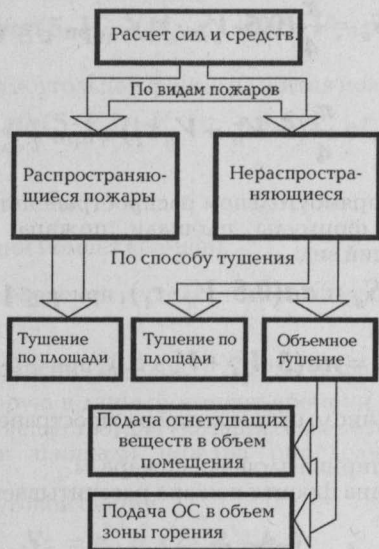 Расчет сил и средств
По видам пожаров
Распространяю-
щиеся пожары
Нераспростра-
няющиеся
По способу тушения
Тушение
по площади
Тушение по
площади
Объемное
тушение
Подача огнетушащих
веществ в объем
помещения
Подача ОС в объем
зоны горения